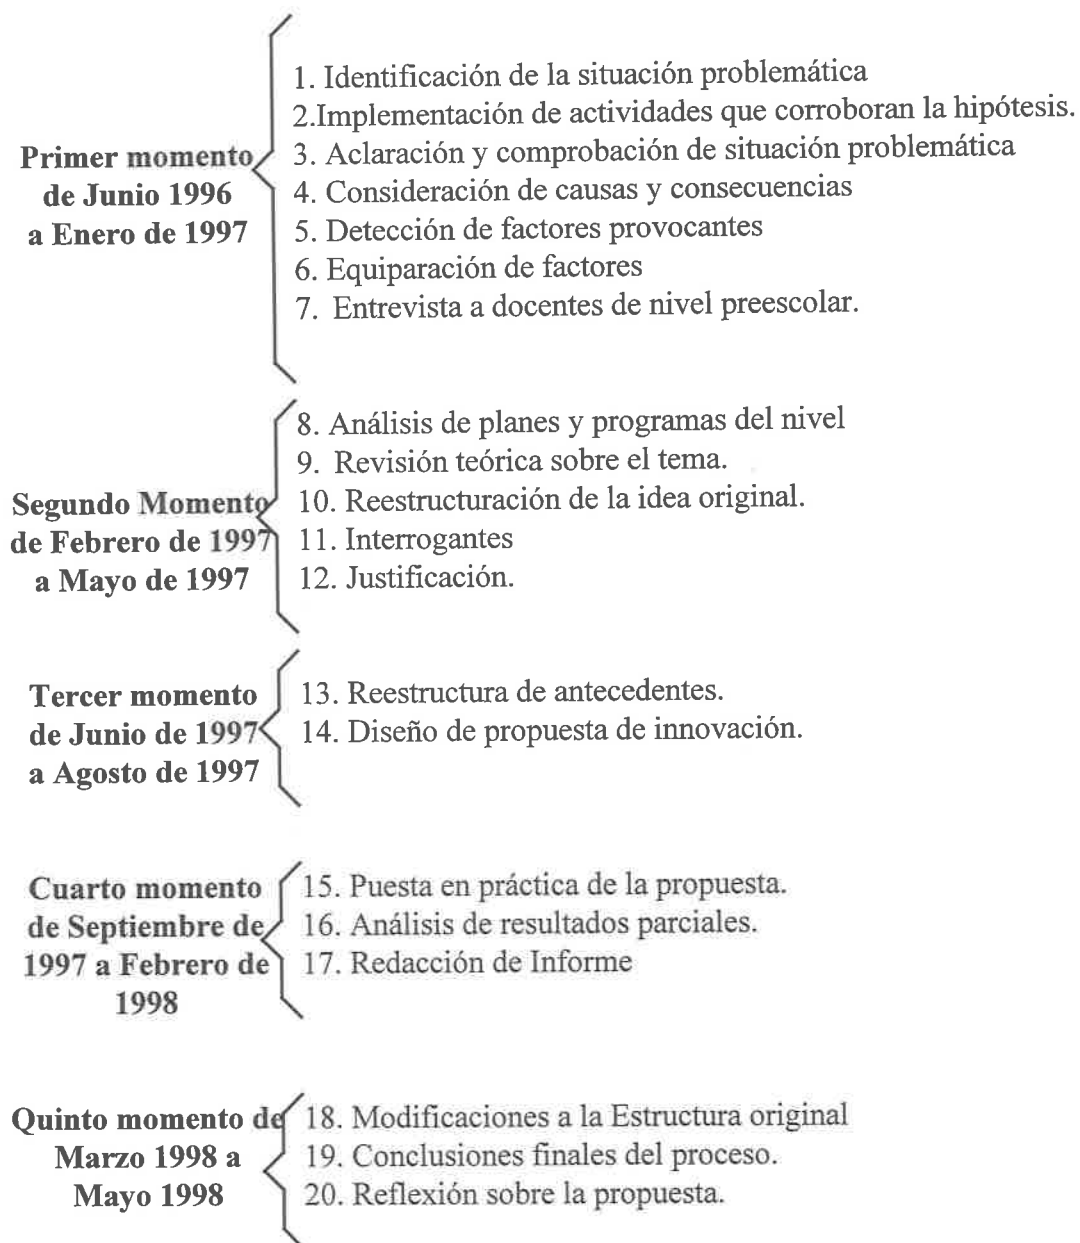 Primer momento
de Junio 1996
a Enero de 1997
1. Identificación de la situación problemática
2.Implementación de actividades que corroboran la hipótesis.
3. Aclaración y comprobación de situación problemática
4. Consideración de causas y consecuencias
5. Detección de factores provocantes
6. Equiparación de factores
7. Entrevista a docentes de nivel preescolar.
Segundo Momento
de Febrero de 1997
a Mayo de 1997
8. Análisis de planes y programas del nivel
9. Revisión teórica sobre el tema.
10. Reestructuración de la idea original.
11. Interrogantes
12. Justificación.
Tercer momento
de Junio de 1997
a Agosto de 1997
13. Reestructura de antecedentes.
14. Diseño de propuesta de innovación.
Cuarto momento
de Septiembre de
1997 a Febrero de
1998
15. Puesta en práctica de la propuesta.
16. Análisis de resultados parciales.
17. Redacción de Informe
Quinto momento de
Marzo 1998 a
Mayo 1998
18. Modificaciones a la Estructura original
19. Conclusiones finales del proceso.
20. Reflexión sobre la propuesta.